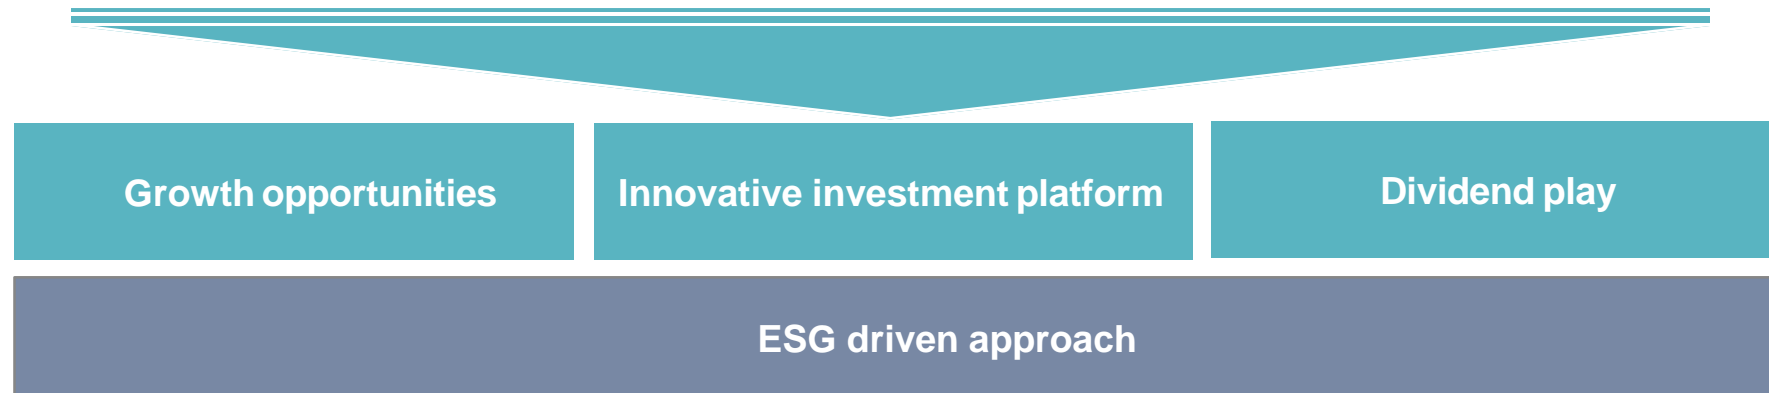 Growth opportunities
Innovative investment platform
Dividend play
ESG driven approach